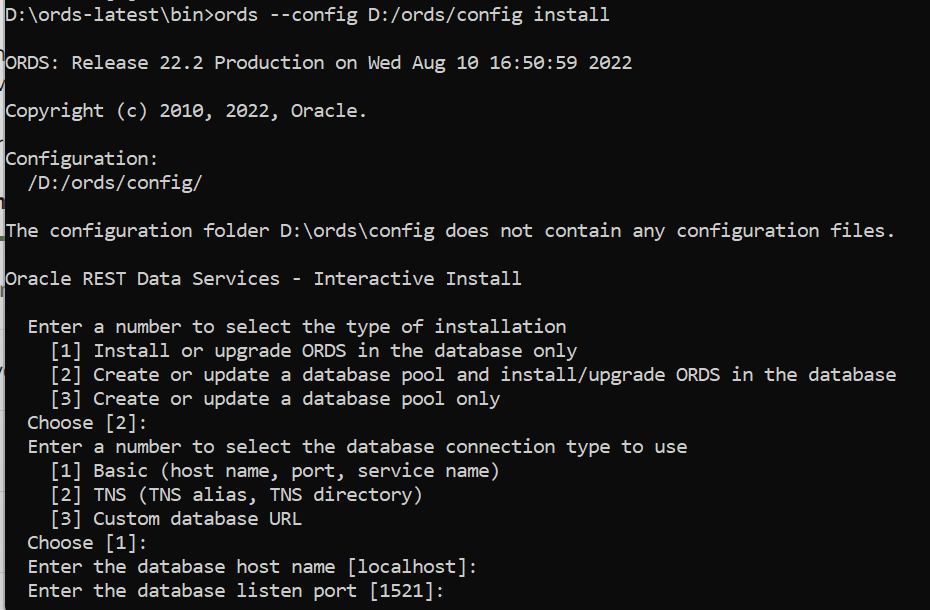 D:\ords-latest\bin>ords --config D:/ords/config install
ORDS: Release 22.2 Production on Wed Aug 10 16:50:59 2022
Copyright (c) 2010, 2022, Oracle.
Configuration:
/D:/ords/config/
The configuration folder D:\ords\config does not contain any configuration files.
Oracle REST Data Services - Interactive Install
Enter a number to select the type of installation
[1] Install or upgrade ORDS in the database only
[2] Create or update a database pool and install/upgrade ORDS in the database
[3] Create or update a database pool only
Choose [2]:
Enter a number to select the database connection type to use
[1] Basic (host name, port, service name)
[2] TNS (TNS alias, TNS directory)
[3] Custom database URL
Choose [1]:
Enter the database host name [localhost]:
Enter the database listen port [1521]: